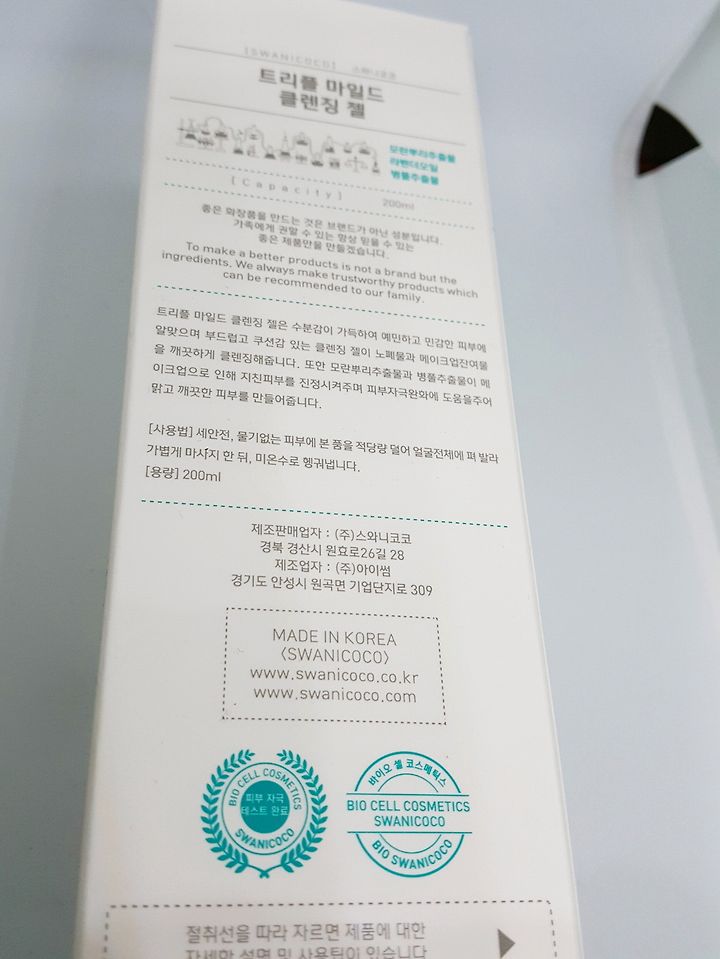 [SWANICOCO] 스와니코코
트리플 마일드
클렌징 젤
모란뿌리추출물
라벤더오일
병풀추출물
[Capacity] 200ml
좋은 화장품을 만드는 것은 브랜드가 아닌 성분입니다.
가족에게 권할 수 있는 항상 믿을 수 있는
좋은 제품만을 만들겠습니다.
To make a better products is not a brand but the
ingredients. We always make trustworthy products which
can be recommended to our family.
트리플 마일드 클렌징 젤은 수분감이 가득하여 예민하고 민감한 피부에
알맞으며 부드럽고 쿠션감 있는 클렌징 젤이 노폐물과 메이크업잔여물
을 깨끗하게 클렌징해줍니다. 또한 모란뿌리추출물과 병풀추출물이 메
이크업으로 인해 지친피부를 진정시켜주며 피부자극완화에 도움을주어
맑고 깨끗한 피부를 만들어줍니다.
[사용법] 세안전, 물기없는 피부에 본 품을 적당량 덜어 얼굴전체에 펴 발라
가볍게 마사지 한 뒤, 미온수로 헹궈냅니다.
[용량] 200ml
제조판매업자 : (주)스와니코코
경북 경산시 원효로26길 28
제조업자 : (주)아이썸
경기도 안성시 원곡면 기업단지로 309
MADE IN KOREA
〈SWANICOCO〉
www.swanicoco.co.kr
www.swanicoco.com
BIO CELL COSMETICS
피부 자극
테스트 완료
SWANICOCO
바이오 셀 코스메틱스
BIO CELL COSMETICS
SWANICOCO
BIO SWANICOCO
절취선을 따라 자르면 제품에 대한
자세한 설명 및 사용팁이 있습니다